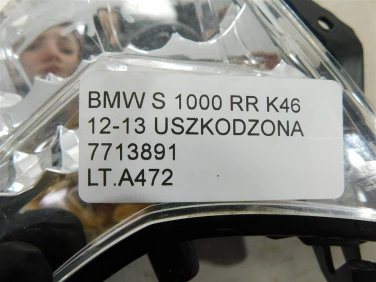 BMW S 1000 RR K46
12-13 USZKODZONA
7713891
LT.A472